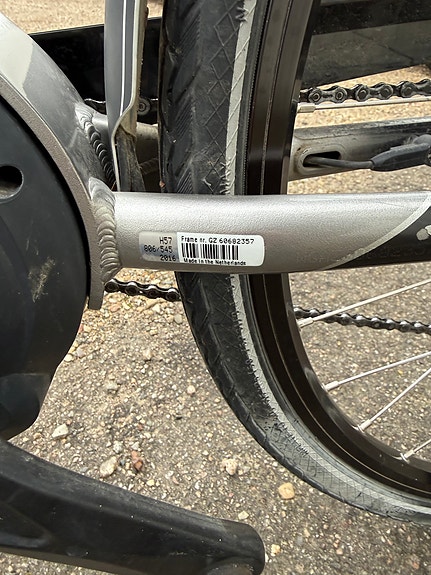 H57
806/545
2016
Frame nr. GZ 60682357
Made in the Netherlands